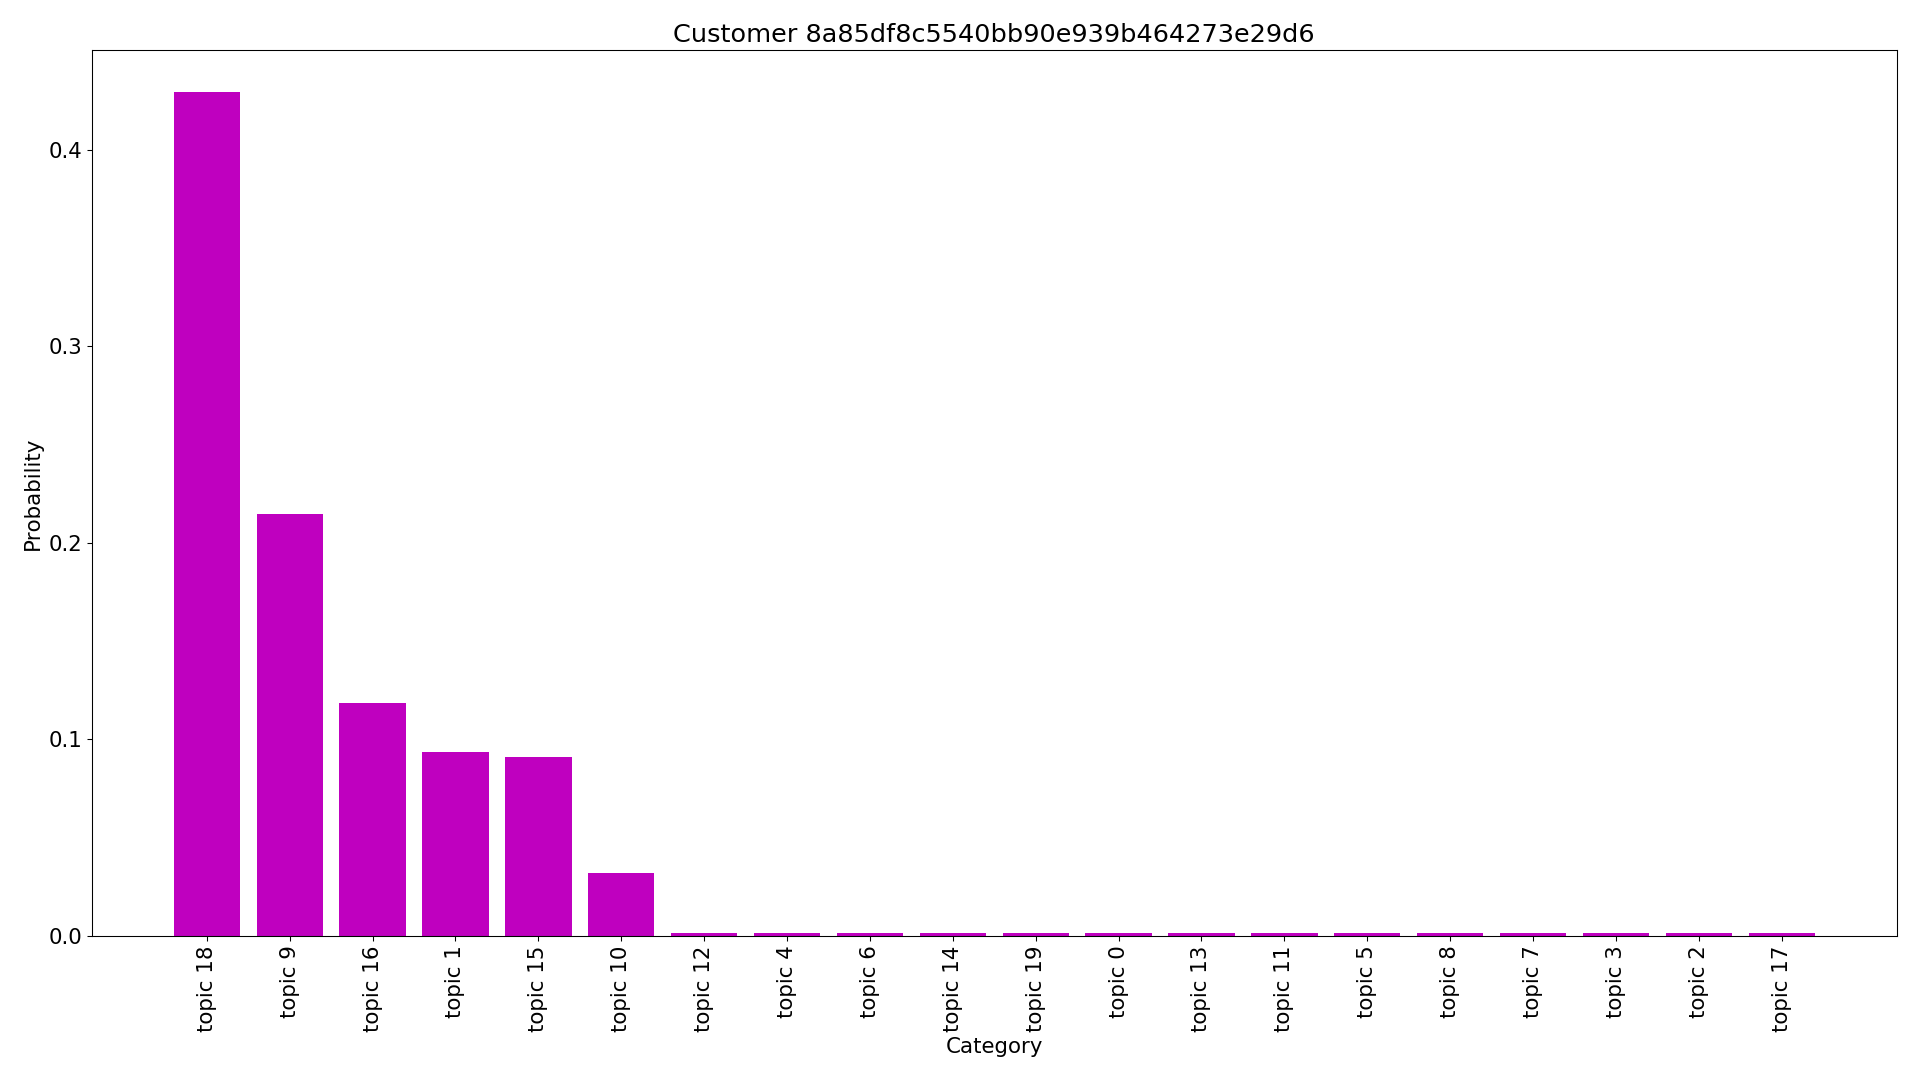 Customer 8a85df8c5540bb90e939b464273e29d6
Probability
0.4
0.3
0.2
0.1
0.0
topic 18
topic 9
topic 16
topic 1
topic 15
topic 10
topic 12
topic 4
topic 6
topic 14
topic 19
topic 0
topic 13
topic 11
topic 5
topic 8
topic 7
topic 3
topic 2
topic 17
Category